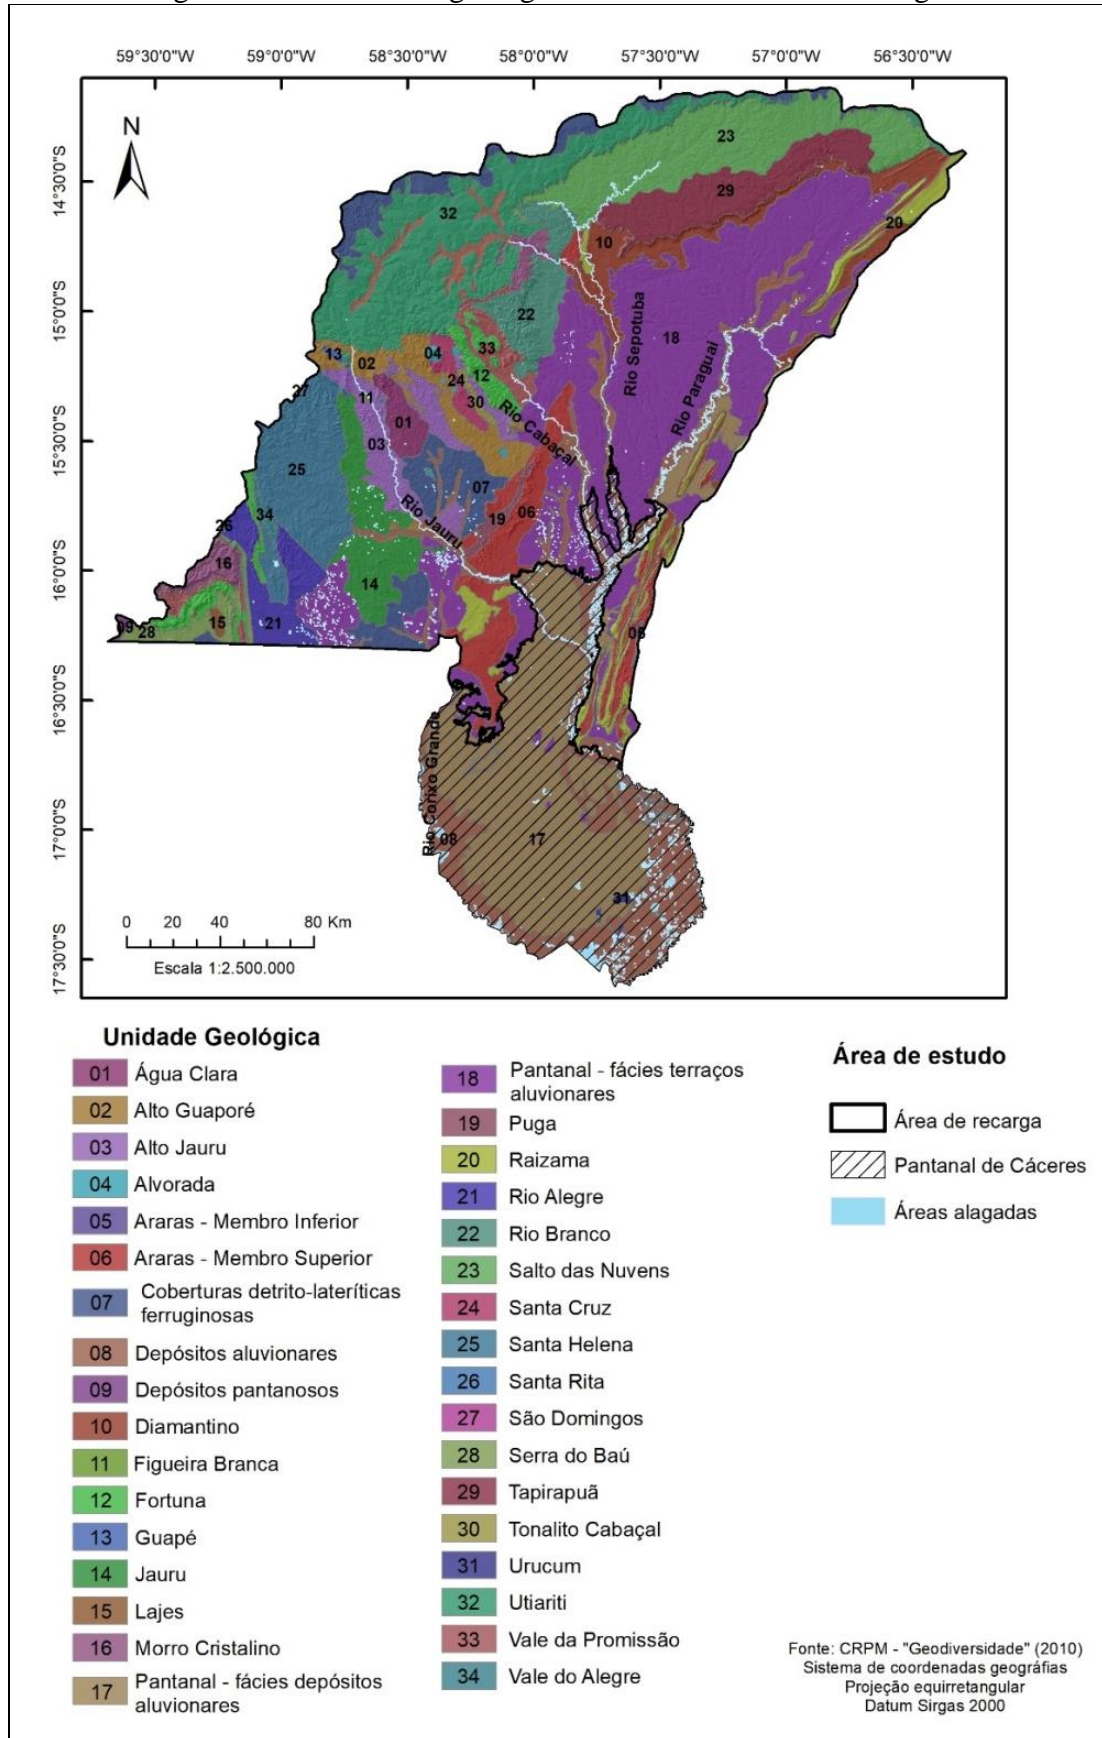 59°30'0"W 59°0'0"W 58°30'0"W 58°0'0"W 57°30'0"W 57°0'0"W 56°30'0"W
N
14°30'0"S
15°0'0"S
15°30'0"S
16°0'0"S
16°30'0"S
17°0'0"S
17°30'0"S
23
29
32
20
10
22
18
Rio Sepotuba
Rio Paraguai
33
13
02
04
12
24
30
27
11
01
03
Rio Cabaçal
25
07
Rio Jauru
19
06
34
26
16
14
09
28
15
21
05
Rio Corixo Grande
08
17
31
0 20 40 80 Km
Escala 1:2.500.000
Unidade Geológica
01 Água Clara
02 Alto Guaporé
03 Alto Jauru
04 Alvorada
05 Araras - Membro Inferior
06 Araras - Membro Superior
07 Coberturas detrito-lateríticas
ferruginosas
08 Depósitos aluvionares
09 Depósitos pantanosos
10 Diamantino
11 Figueira Branca
12 Fortuna
13 Guapé
14 Jauru
15 Lajes
16 Morro Cristalino
17 Pantanal - fácies depósitos
aluvionares
18 Pantanal - fácies terraços
aluvionares
19 Puga
20 Raizama
21 Rio Alegre
22 Rio Branco
23 Salto das Nuvens
24 Santa Cruz
25 Santa Helena
26 Santa Rita
27 São Domingos
28 Serra do Baú
29 Tapirapuã
30 Tonalito Cabaçal
31 Urucum
32 Utiariti
33 Vale da Promissão
34 Vale do Alegre
Área de estudo
Área de recarga
Pantanal de Cáceres
Áreas alagadas
Fonte: CRPM - "Geodiversidade" (2010)
Sistema de coordenadas geográfias
Projeção equirretangular
Datum Sirgas 2000